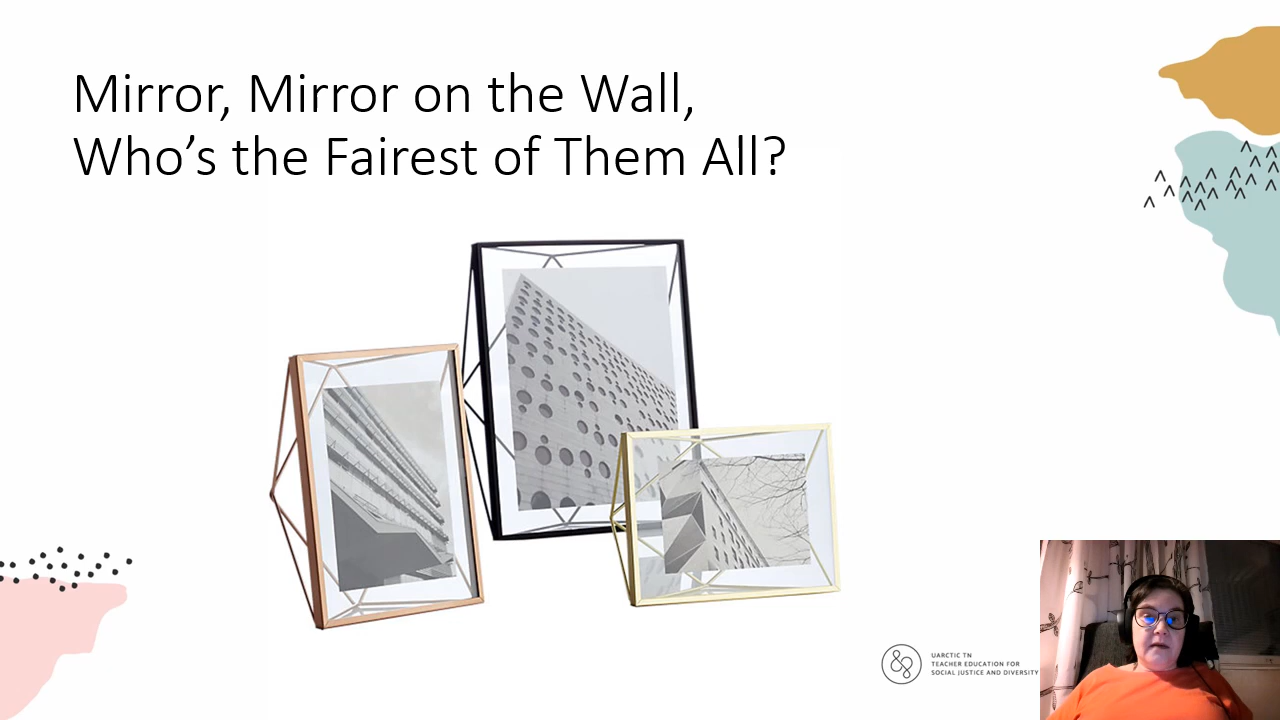 Mirror, Mirror on the Wall,
Who’s the Fairest of Them All?
UARCTIC TN
TEACHER EDUCATION FOR
SOCIAL JUSTICE AND DIVERSITY